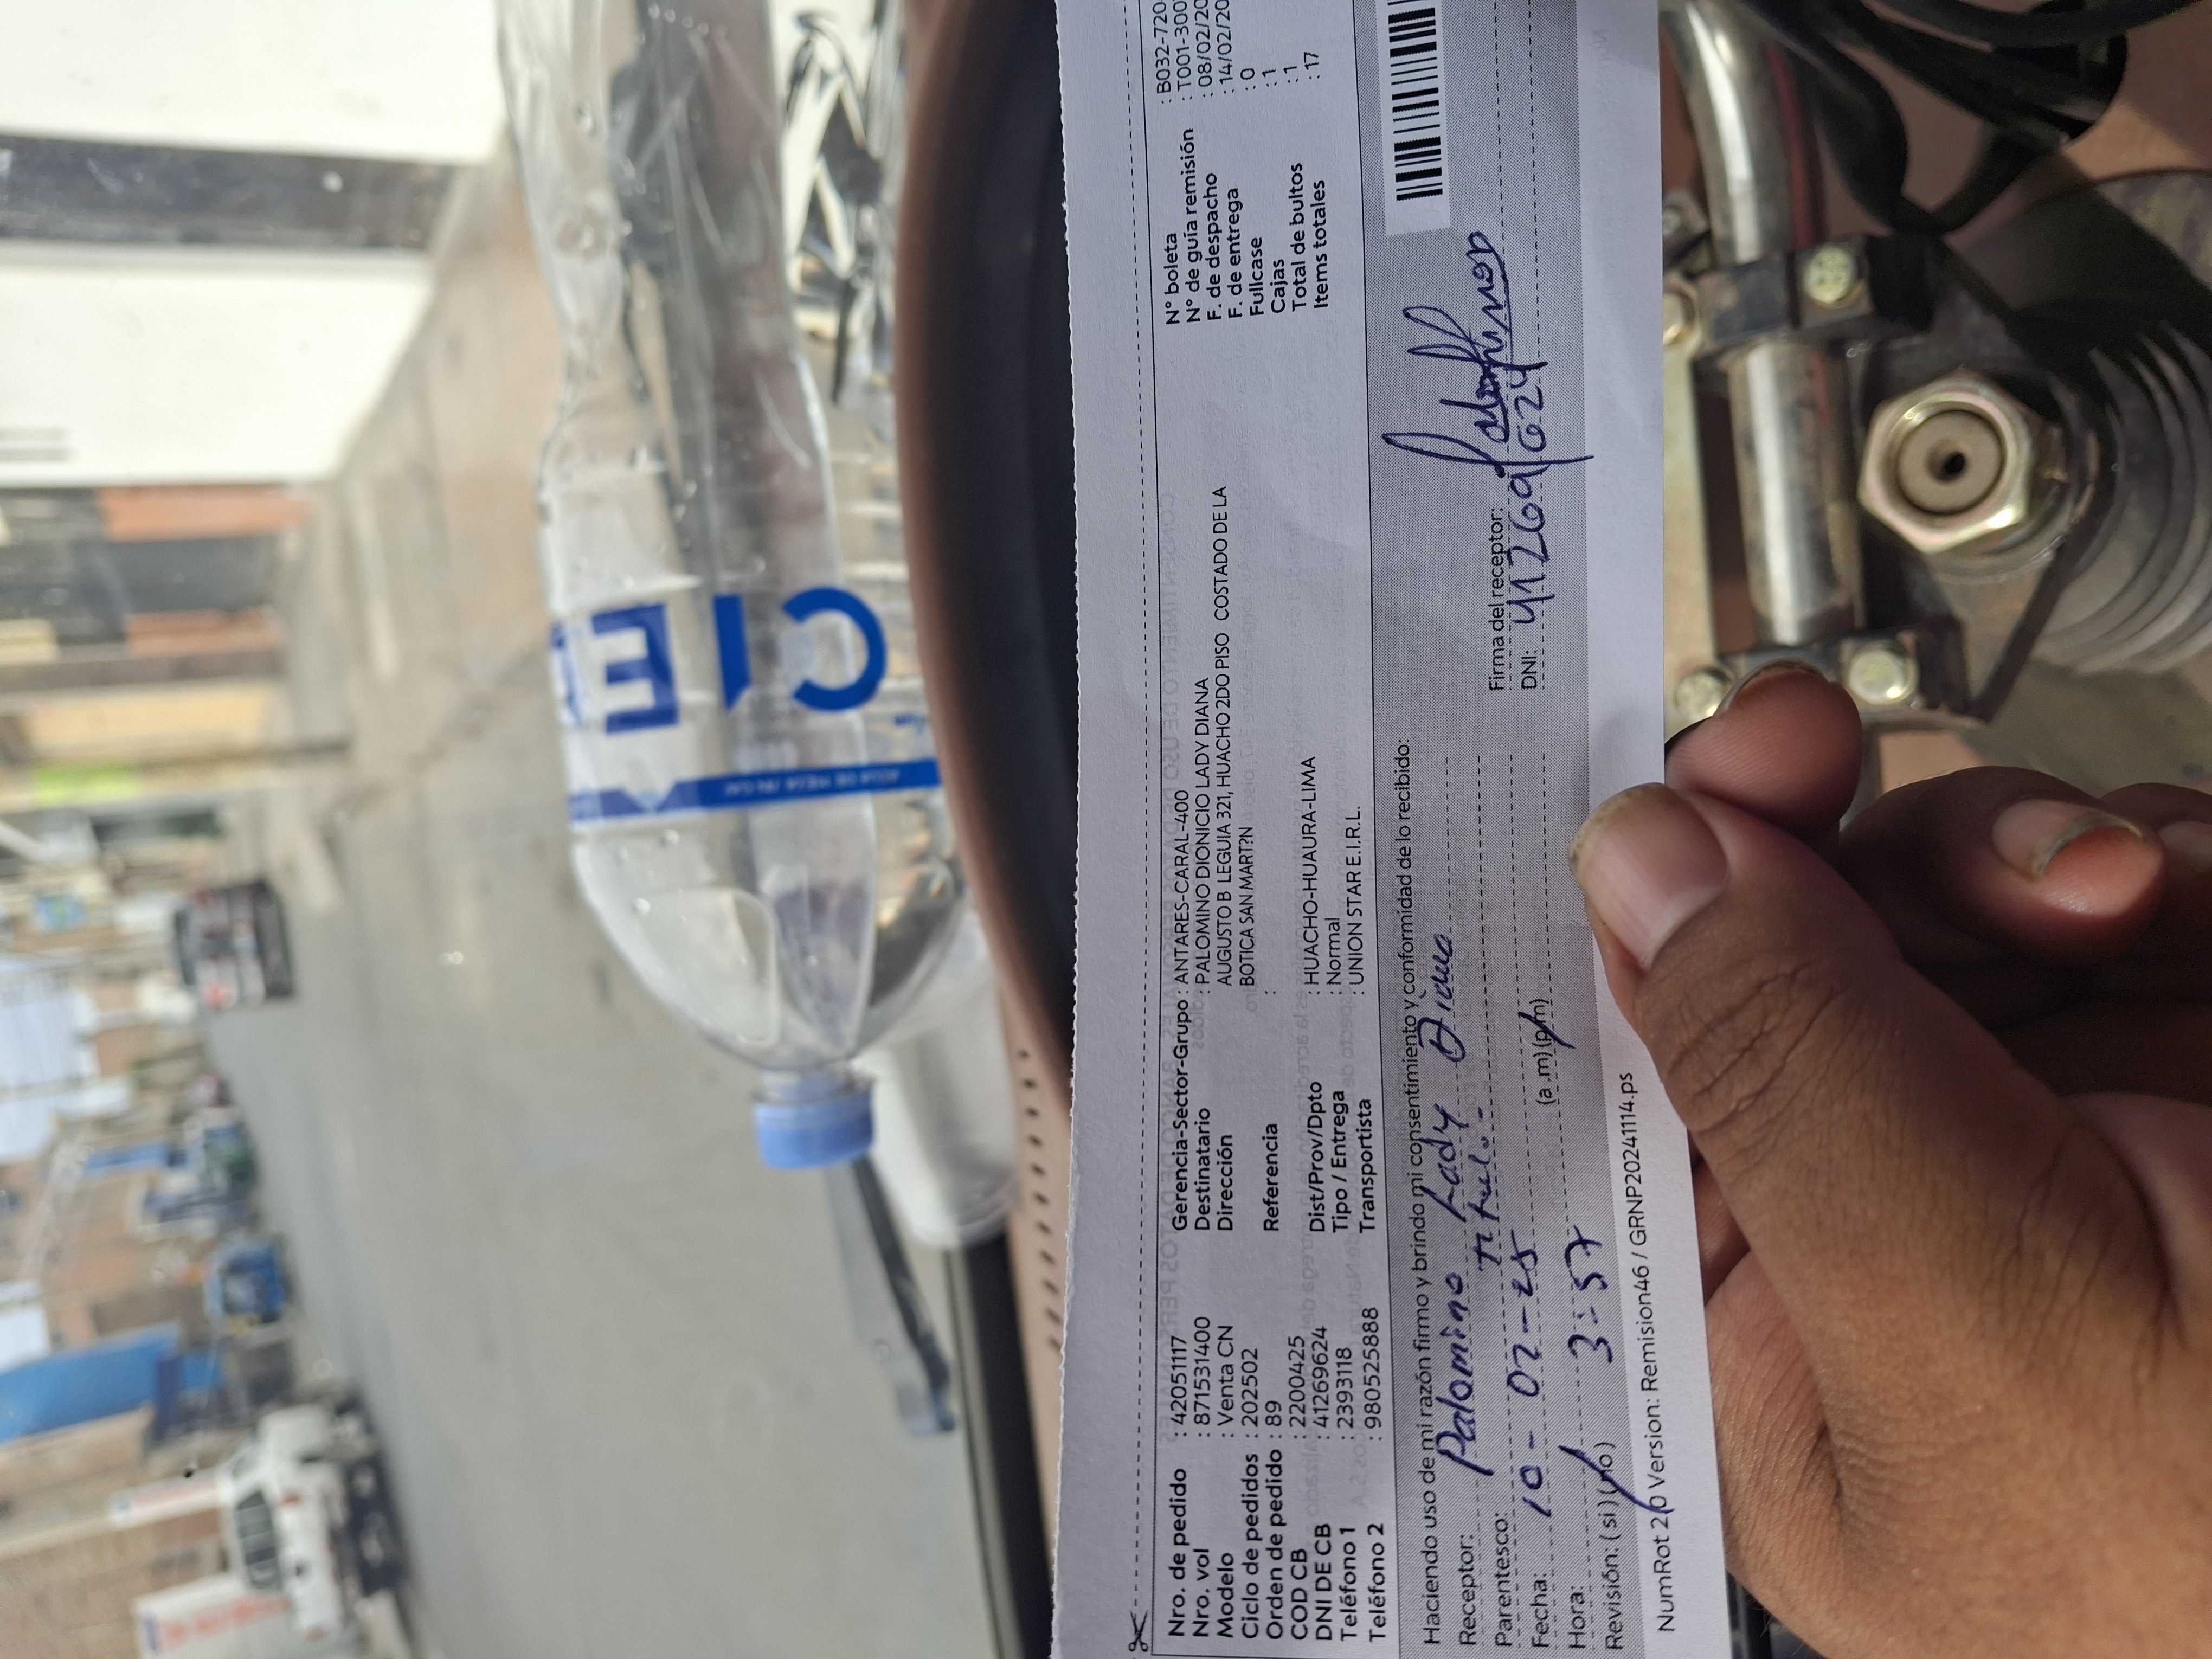 Nro. de pedido : 42051117
Nro. vol : 871531400
Modelo : Venta CN
Ciclo de pedidos : 202502
Orden de pedido : 89
COD CB : 2200425
DNI DE CB : 41269624
Teléfono 1 : 2393118
Teléfono 2 : 980525888
Gerencia-Sector-Grupo : ANTARES-CARAL-400
Destinatario : PALOMINO DIONICIO LADY DIANA
Dirección : AUGUSTO B LEGUIA 321, HUACHO 2DO PISO COSTADO DE LA
BOTICA SAN MART?N
Referencia :
Dist/Prov/Dpto : HUACHO-HUAURA-LIMA
Tipo / Entrega : Normal
Transportista : UNION STAR E.I.R.L.
N° boleta : B032-720
N° de guía remisión : T001-300
F. de despacho : 08/02/20
F. de entrega : 14/02/20
Fullcase : 0
Cajas : 1
Total de bultos : 1
Items totales : 17
Haciendo uso de mi razón firmo y brindo mi consentimiento y conformidad de lo recibido:
Receptor: Palomino Lady Diana
Parentesco: Titular
Fecha: 10-02-25
Hora: 3:57 (a.m)(p.m)
Revisión: (si)(no)
Firma del receptor:
DNI: 41269624
NumRot 2/0 Version: Remision46 / GRNP20241114.ps
CIE